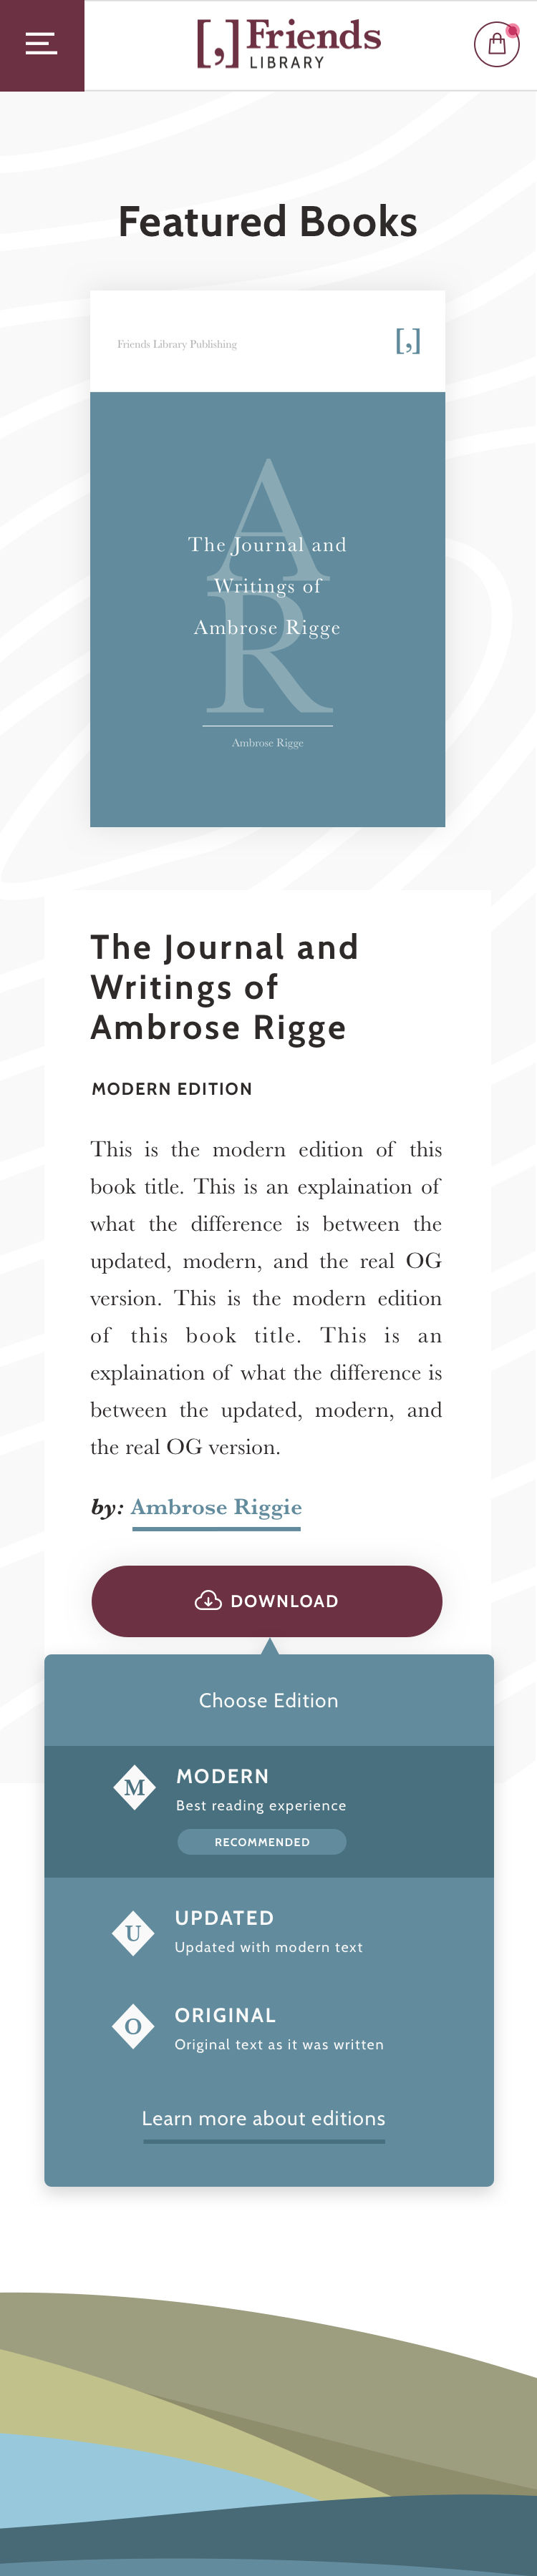 [,] Friends
LIBRARY
Featured Books
Friends Library Publishing
[,]
A
R
The Journal and
Writings of
Ambrose Rigge
Ambrose Rigge
The Journal and
Writings of
Ambrose Rigge
MODERN EDITION
This is the modern edition of this
book title. This is an explaination of
what the difference is between the
updated, modern, and the real OG
version. This is the modern edition
of this book title. This is an
explaination of what the difference is
between the updated, modern, and
the real OG version.
by: Ambrose Riggie
DOWNLOAD
Choose Edition
M
MODERN
Best reading experience
RECOMMENDED
U
UPDATED
Updated with modern text
O
ORIGINAL
Original text as it was written
Learn more about editions